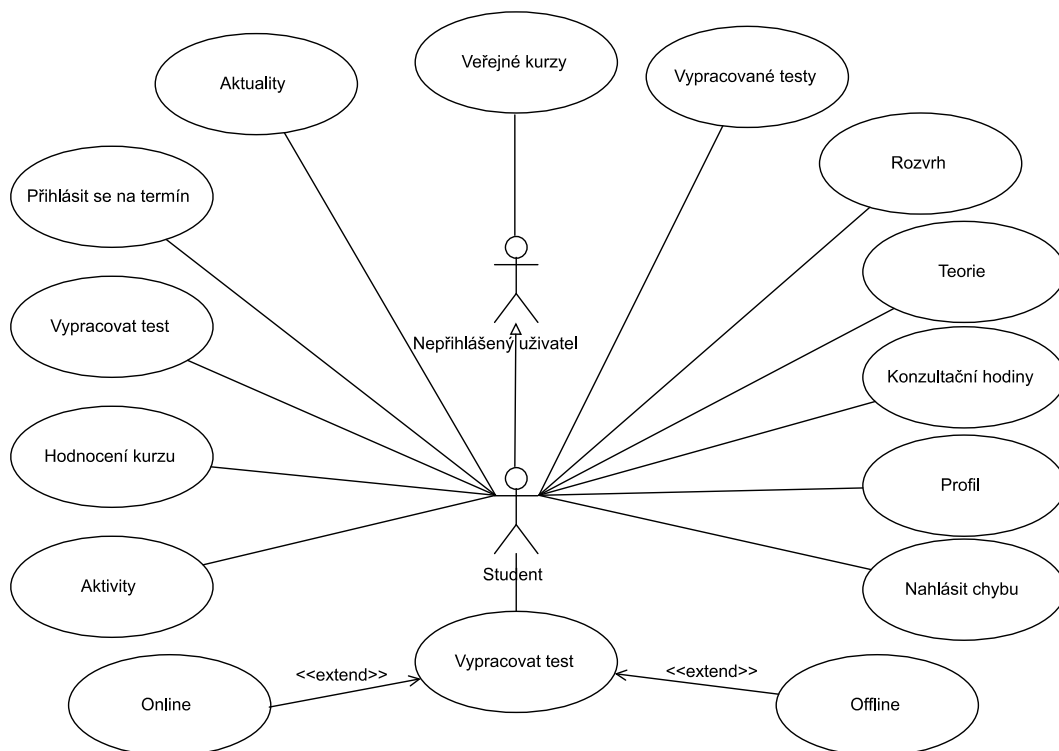 Veřejné kurzy
Aktuality
Vypracované testy
Rozvrh
Přihlásit se na termín
Teorie
Vypracovat test
Nepřihlášený uživatel
Konzultační hodiny
Hodnocení kurzu
Profil
Aktivity
Student
Nahlásit chybu
Vypracovat test
<<extend>>
<<extend>>
Online
Offline